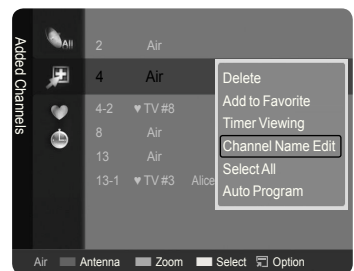 Added Channels
All
2 Air
4 Air
4-2 ♥ TV #8
8 Air
13 Air
13-1 ♥ TV #3 Alice
Delete
Add to Favorite
Timer Viewing
Channel Name Edit
Select All
Auto Program
Air Antenna Zoom Select Option